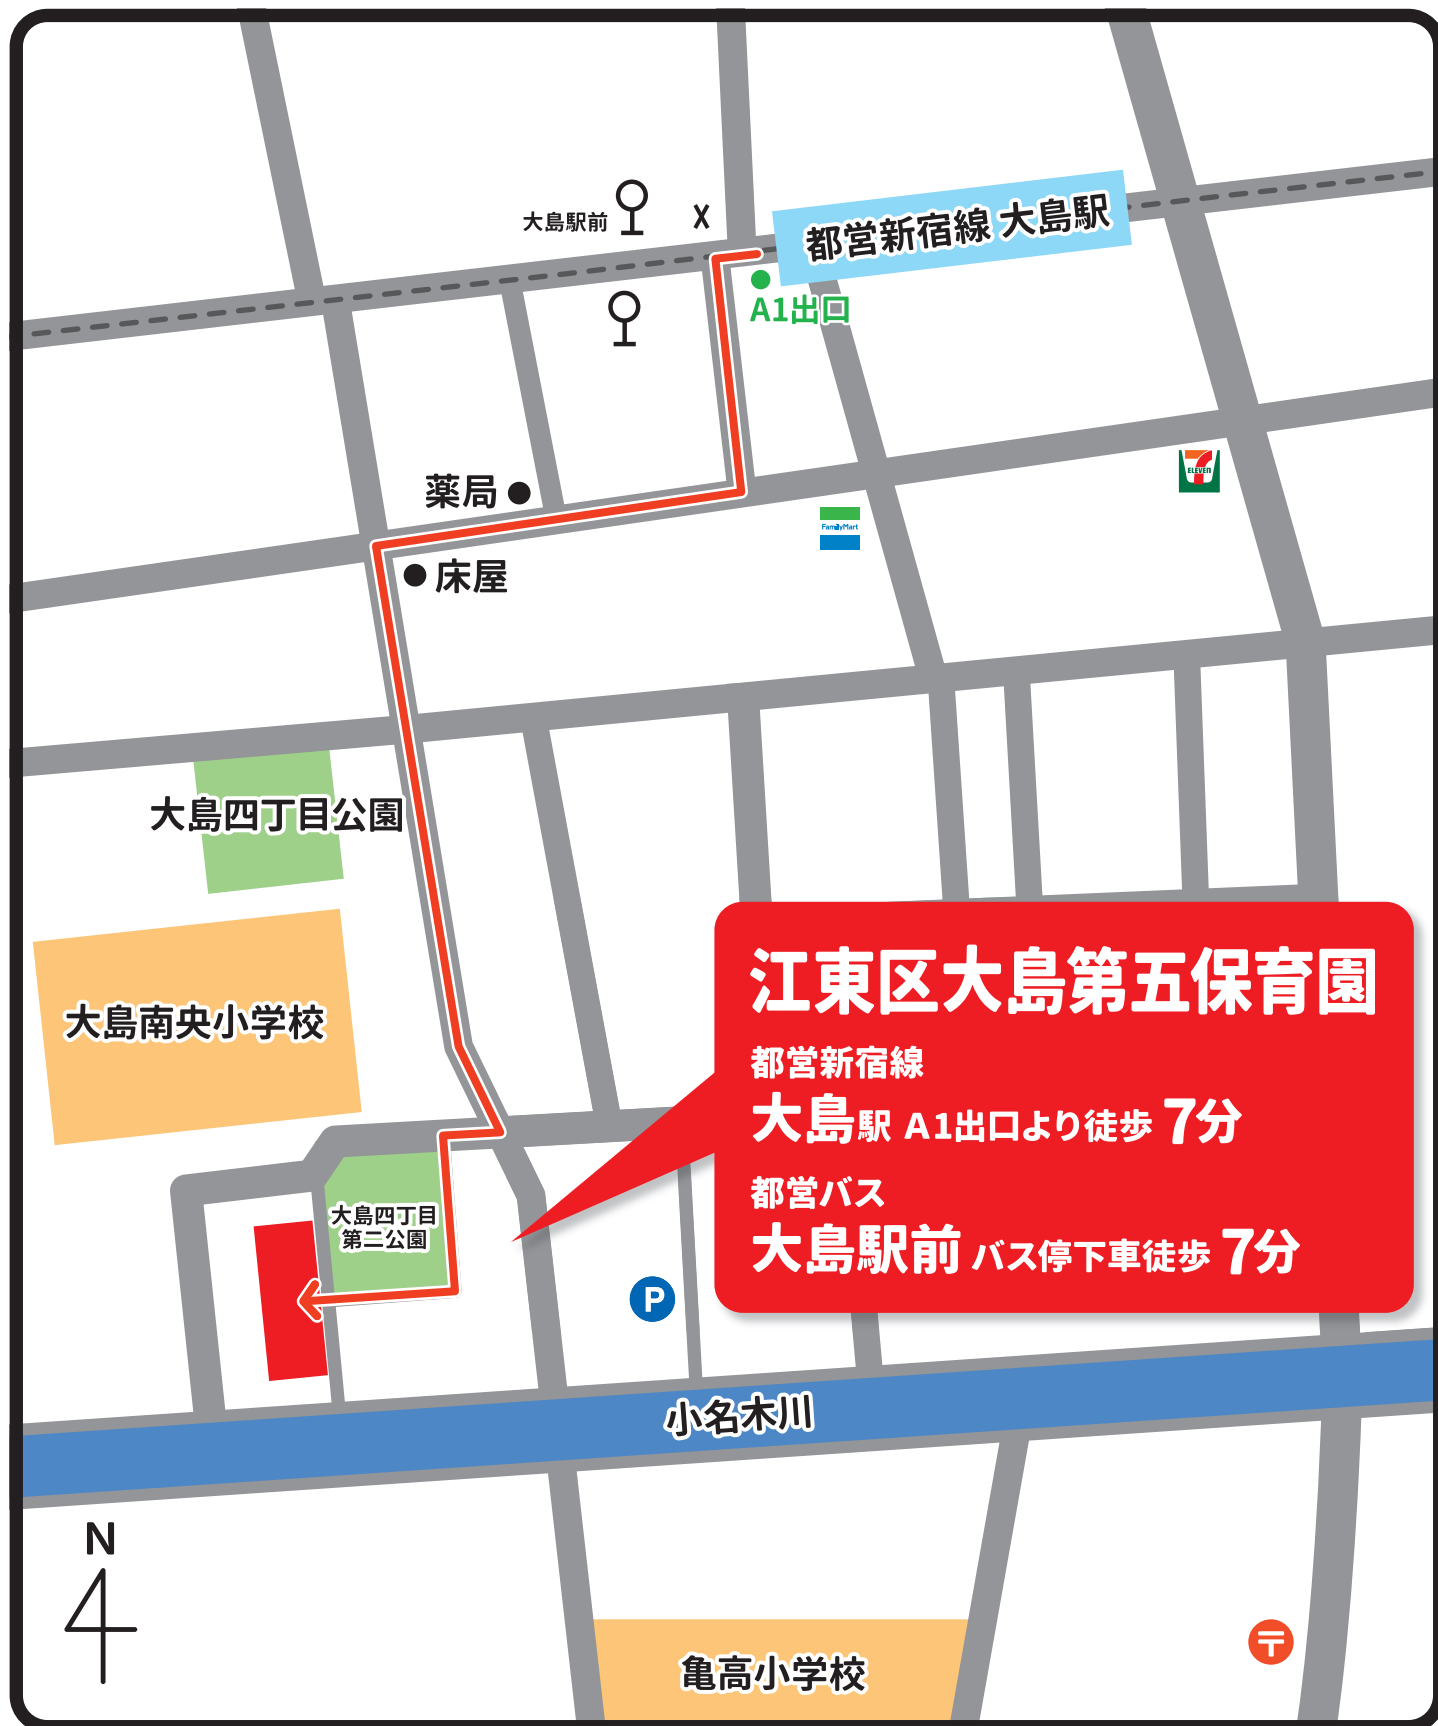 大島駅前
X
都営新宿線 大島駅
A1出口
ELEVEn
薬局
FamilyMart
床屋
大島四丁目公園
大島南央小学校
江東区大島第五保育園
都営新宿線
大島駅 A1出口より徒歩 7分
都営バス
大島駅前 バス停下車徒歩 7分
大島四丁目
第二公園
P
小名木川
N
亀高小学校
〒